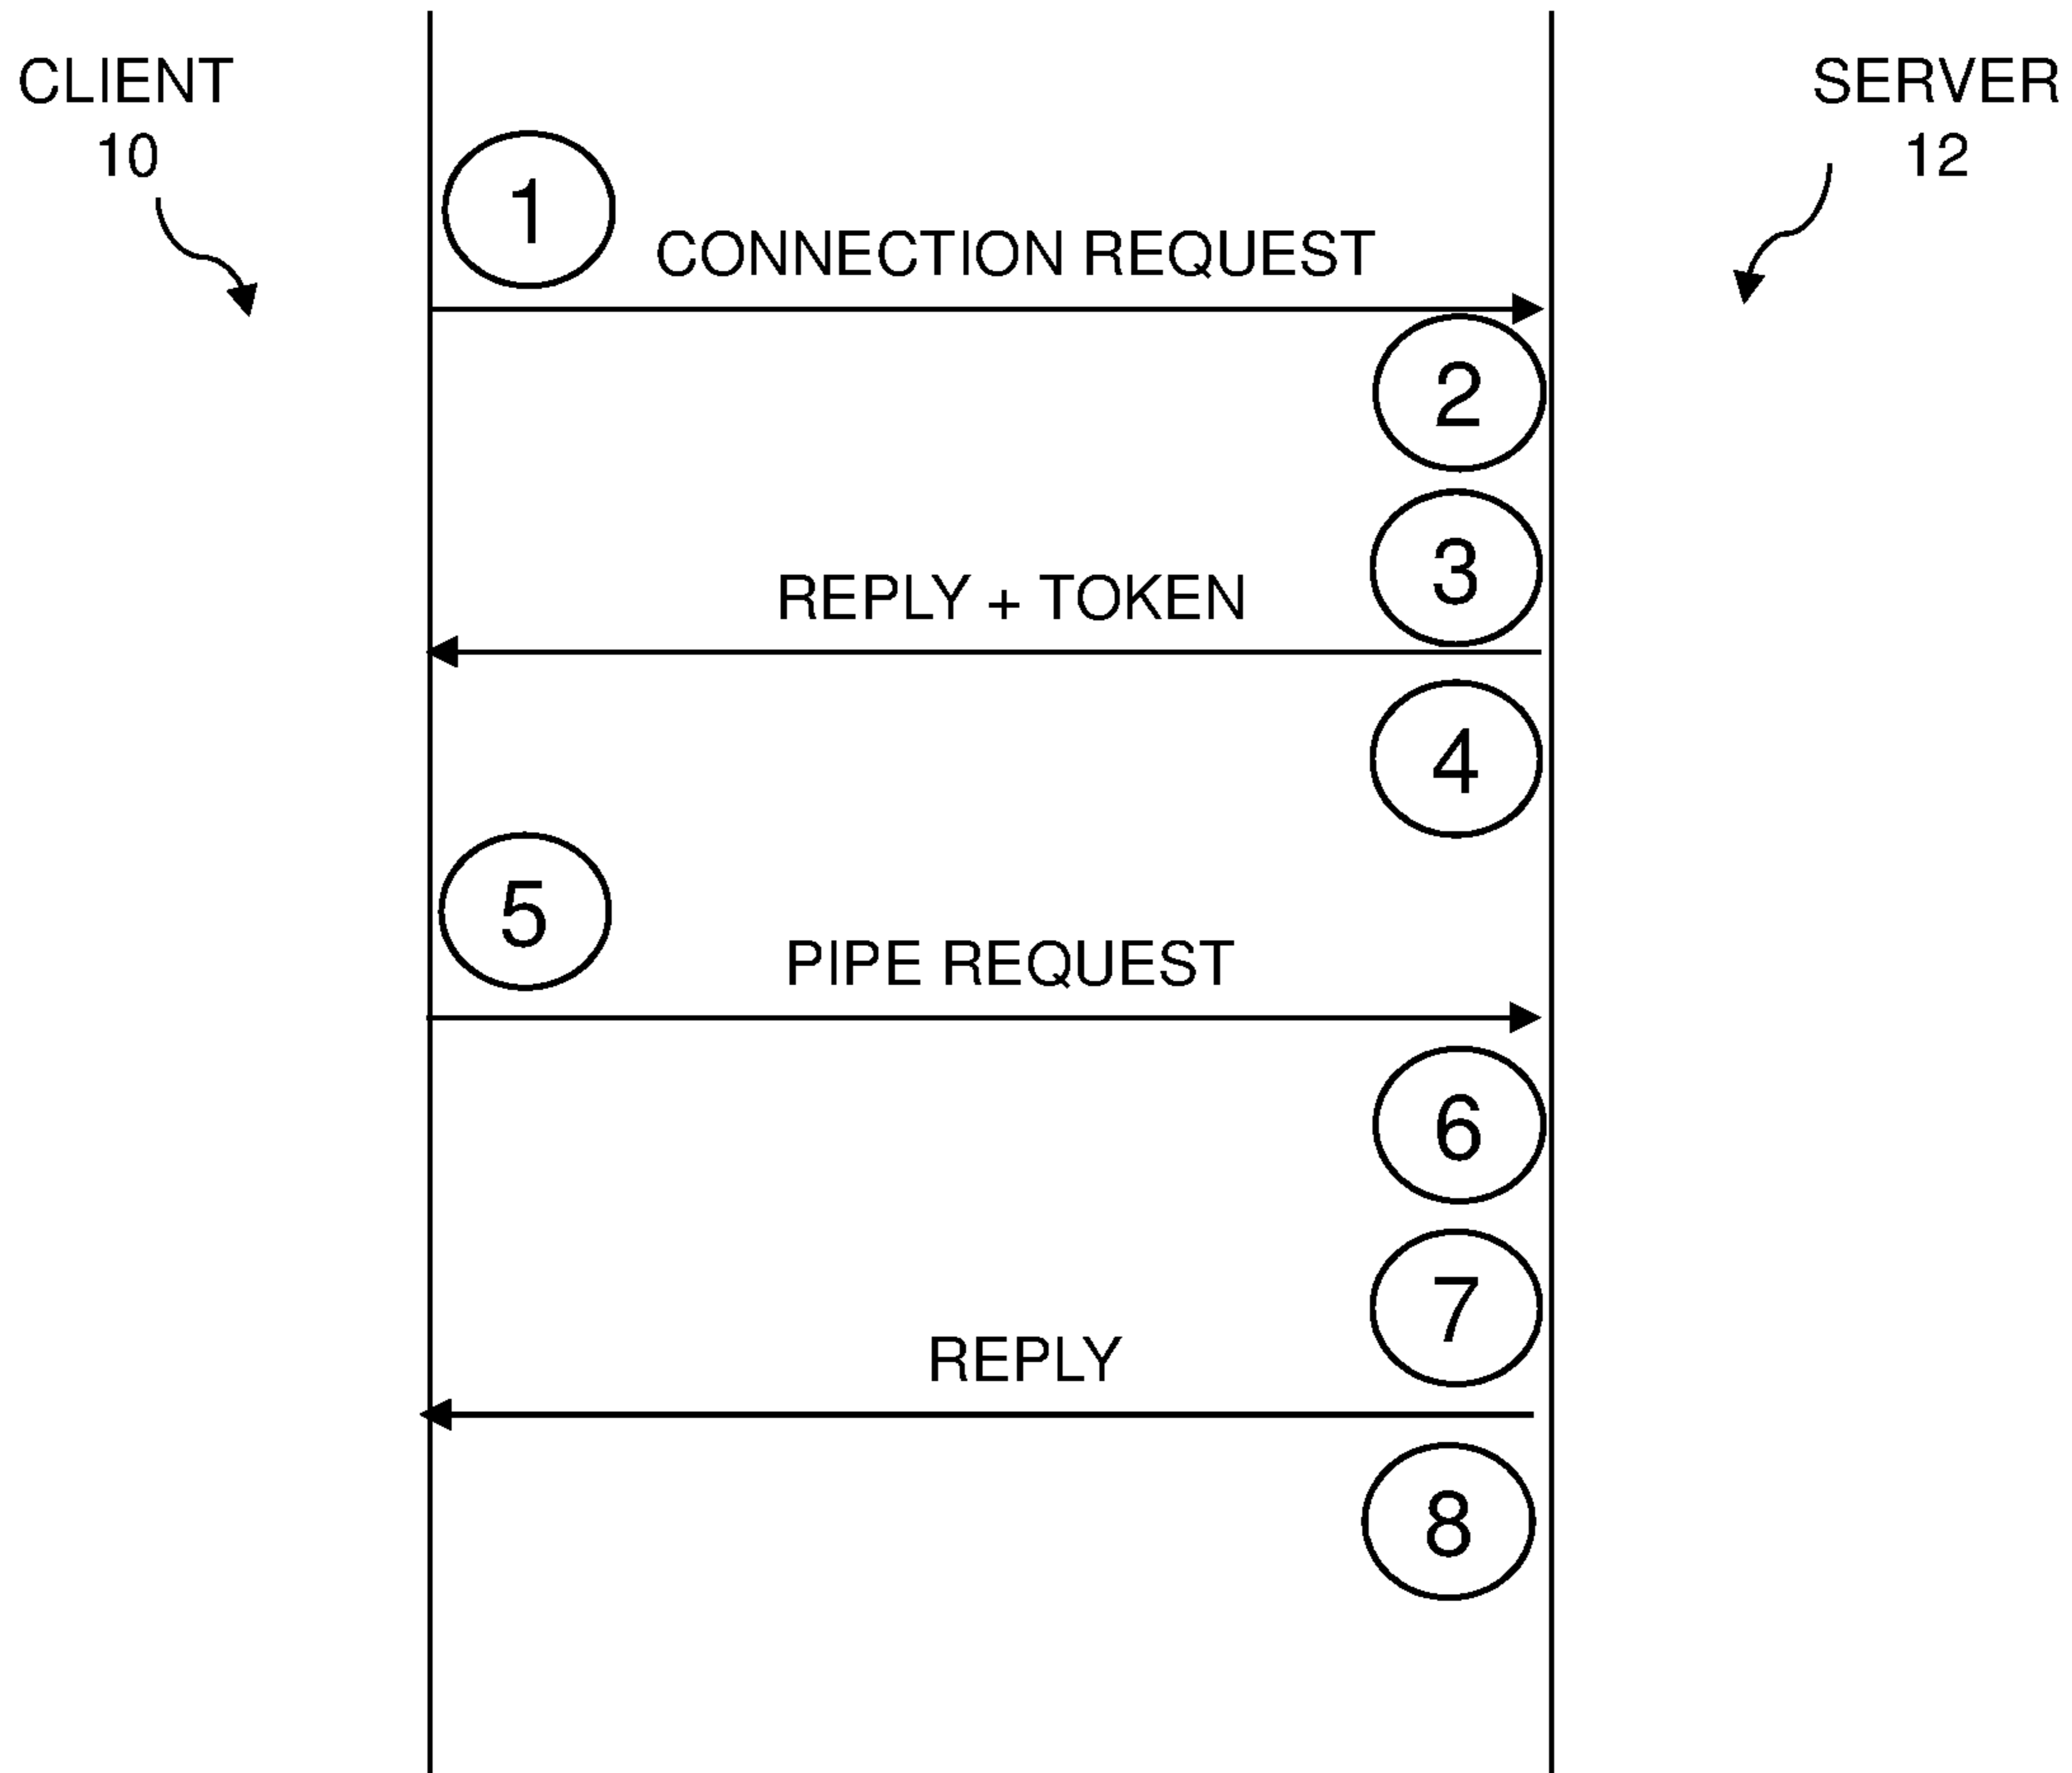 CLIENT
10
SERVER
12
1
CONNECTION REQUEST
2
3
REPLY + TOKEN
4
5
PIPE REQUEST
6
7
REPLY
8